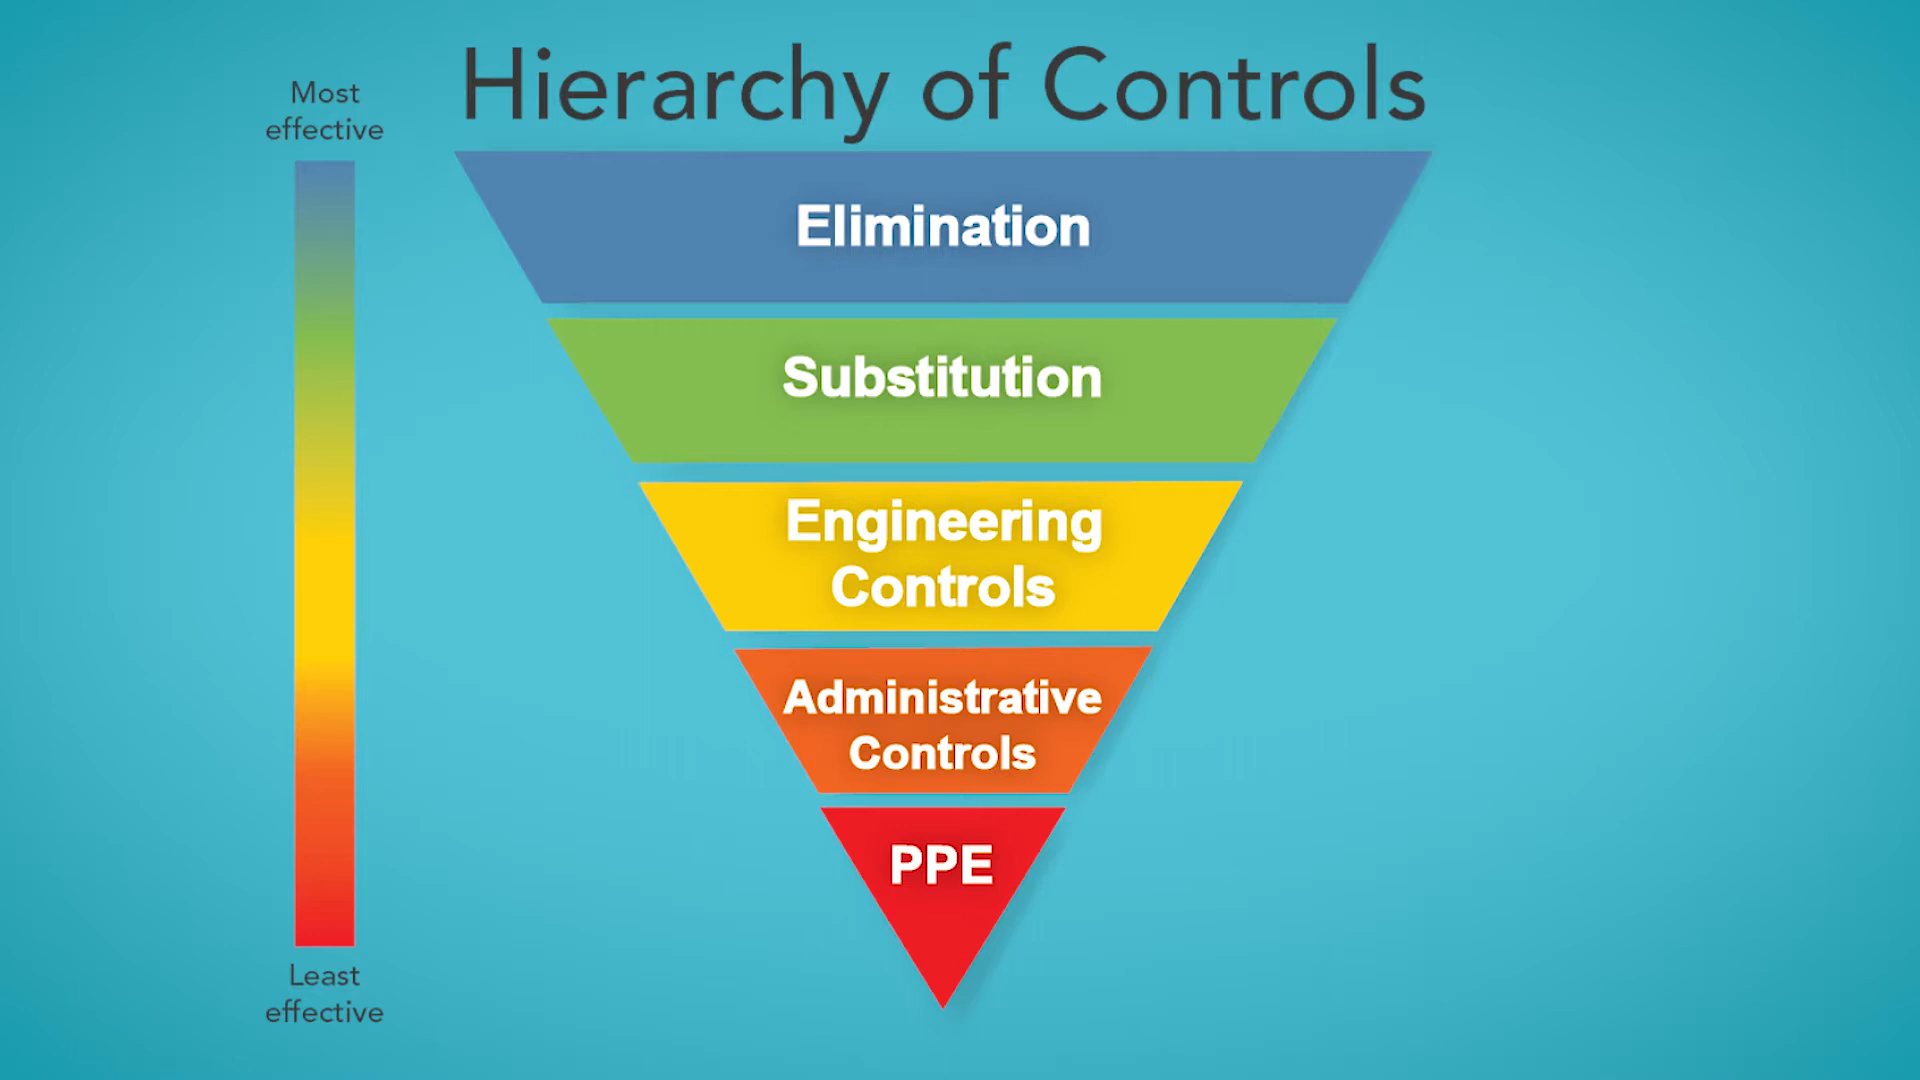 Hierarchy of Controls
Most
effective
Elimination
Substitution
Engineering
Controls
Administrative
Controls
PPE
Least
effective